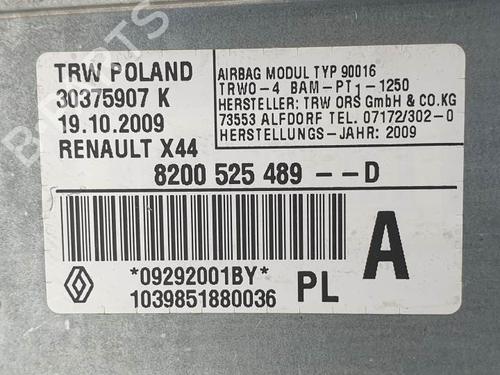 TRW POLAND
30375907 K
19.10.2009
RENAULT X44
AIRBAG MODUL TYP 90016
TRWO-4 BAM-PT1-1250
HERSTELLER: TRW ORS GmbH & CO.KG
73553 ALFDORF TEL. 07172/302-0
HERSTELLUNGS-JAHR: 2009
8200 525 489 --D
A
*09292001BY*
1039851880036
PL